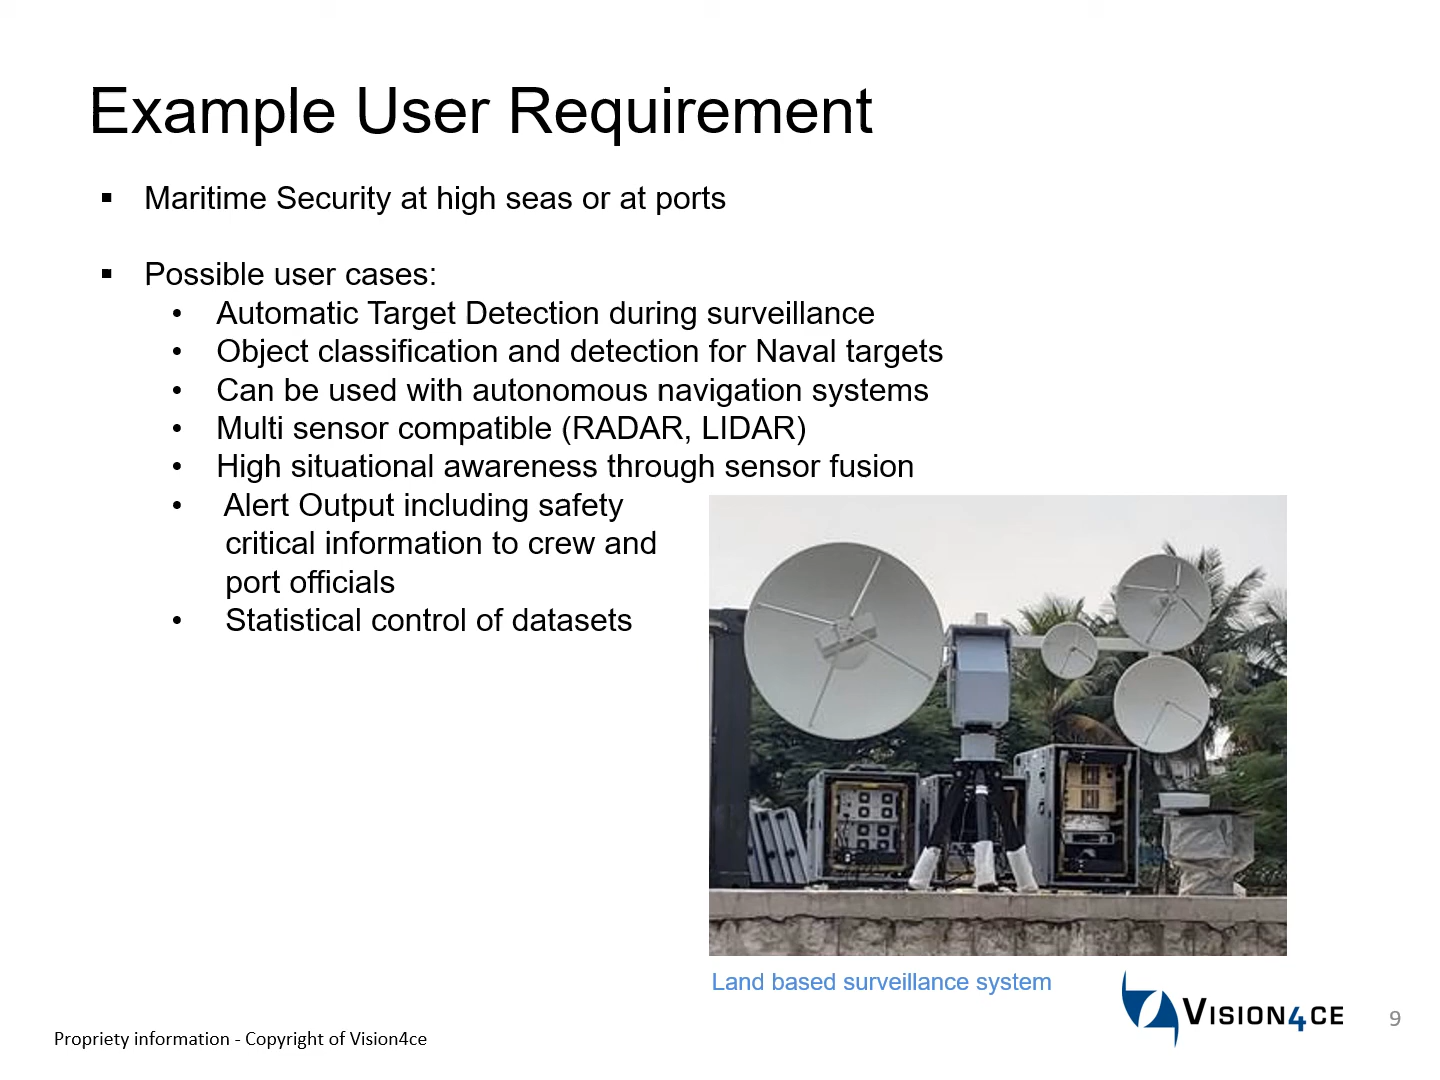 Example User Requirement
▪ Maritime Security at high seas or at ports
▪ Possible user cases:
• Automatic Target Detection during surveillance
• Object classification and detection for Naval targets
• Can be used with autonomous navigation systems
• Multi sensor compatible (RADAR, LIDAR)
• High situational awareness through sensor fusion
• Alert Output including safety
critical information to crew and
port officials
• Statistical control of datasets
Land based surveillance system
VISION4CE
9
Propriety information - Copyright of Vision4ce